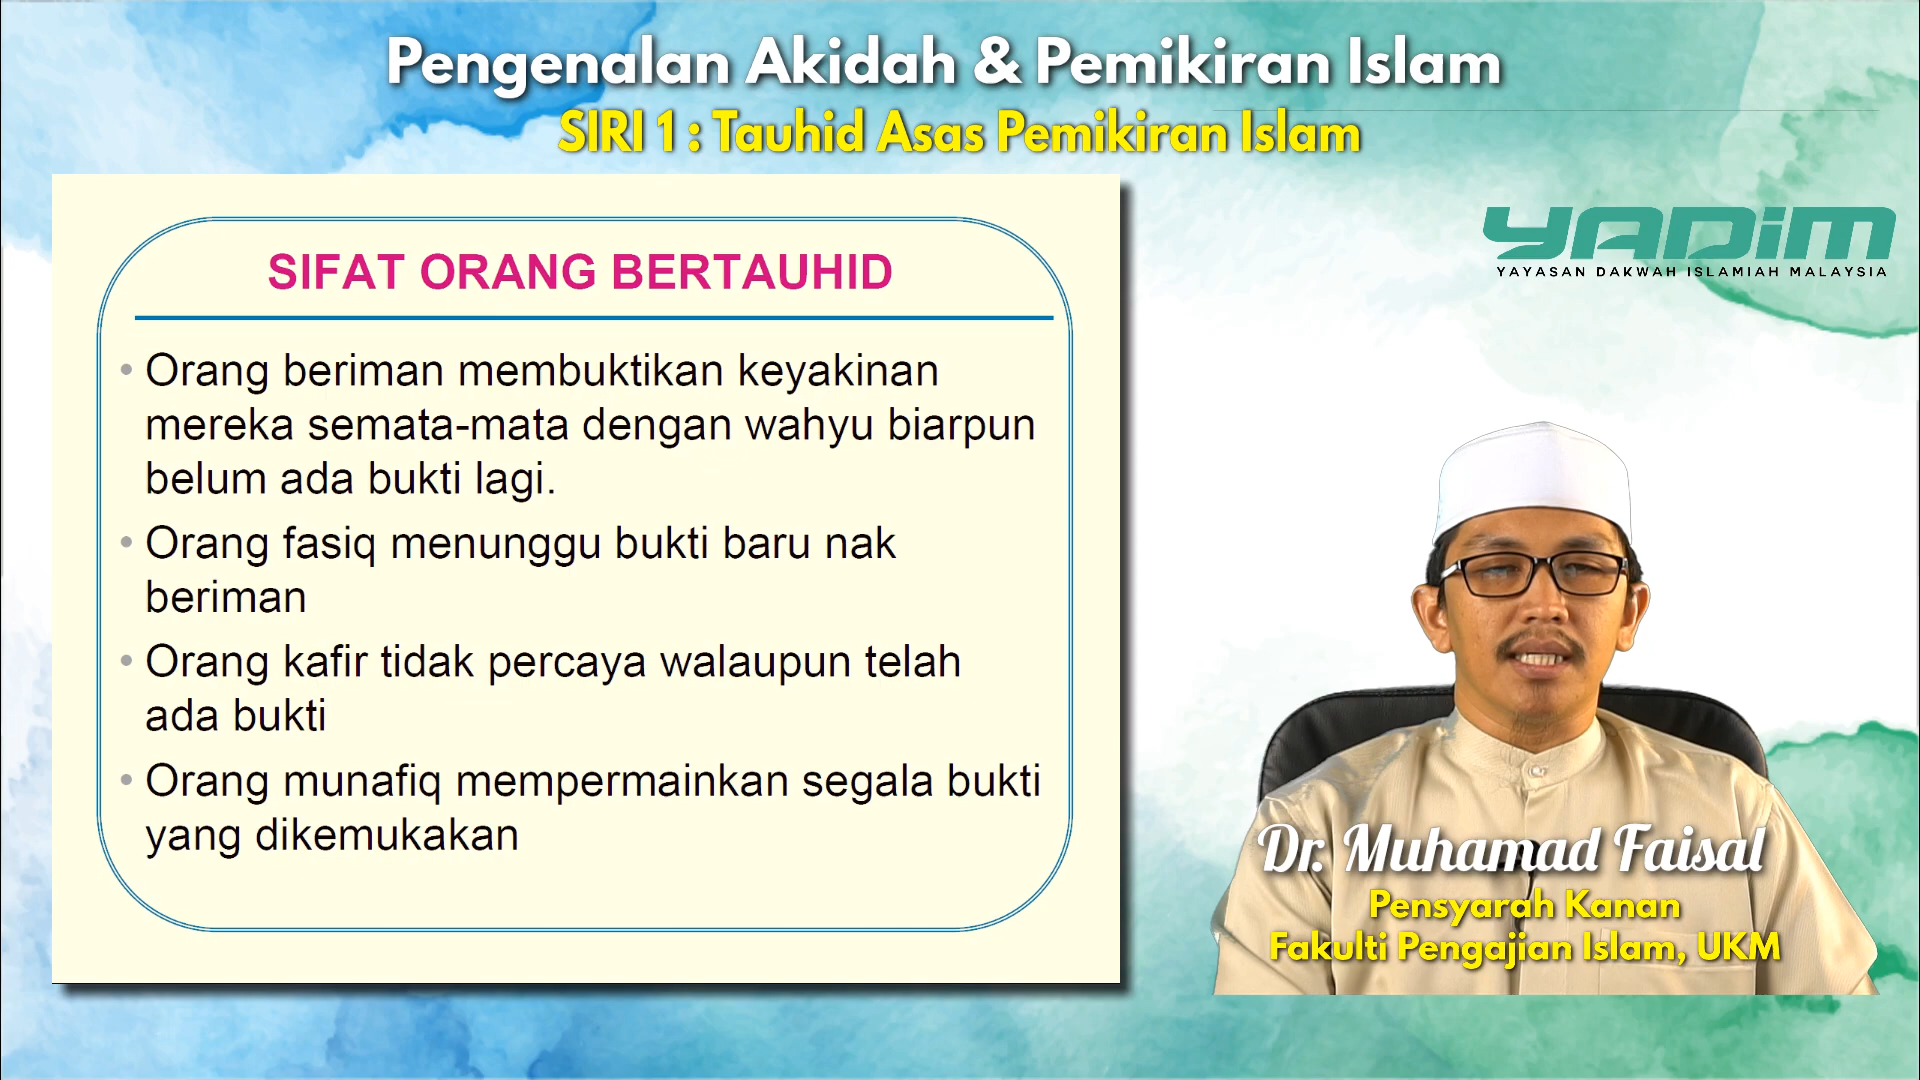 Pengenalan Akidah & Pemikiran Islam
SIRI 1 : Tauhid Asas Pemikiran Islam
SIFAT ORANG BERTAUHID
• Orang beriman membuktikan keyakinan
mereka semata-mata dengan wahyu biarpun
belum ada bukti lagi.
• Orang fasiq menunggu bukti baru nak
beriman
• Orang kafir tidak percaya walaupun telah
ada bukti
• Orang munafiq mempermainkan segala bukti
yang dikemukakan
YADiM
YAYASAN DAKWAH ISLAMIAH MALAYSIA
Dr. Muhamad Faisal
Pensyarah Kanan
Fakulti Pengajian Islam, UKM